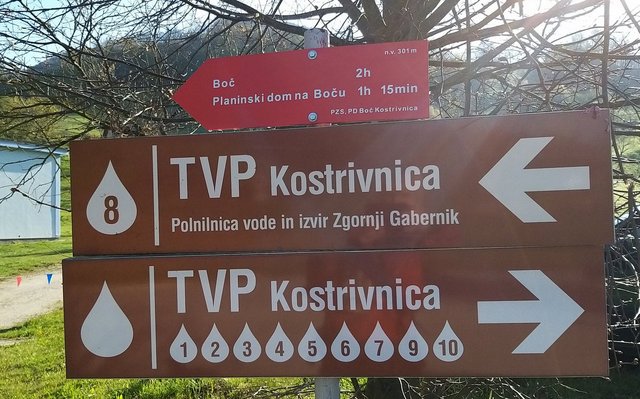 n.v. 301 m
Boč 2h
Planinski dom na Boču 1h 15min
PZS, PD Boč Kostrivnica
8
TVP Kostrivnica
Polnilnica vode in izvir Zgornji Gabernik
TVP Kostrivnica
1 2 3 4 5 6 7 9 10